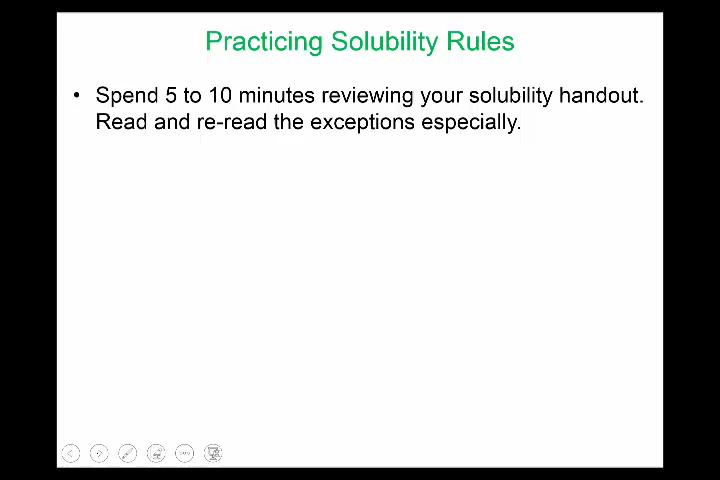 Practicing Solubility Rules
• Spend 5 to 10 minutes reviewing your solubility handout.
Read and re-read the exceptions especially.